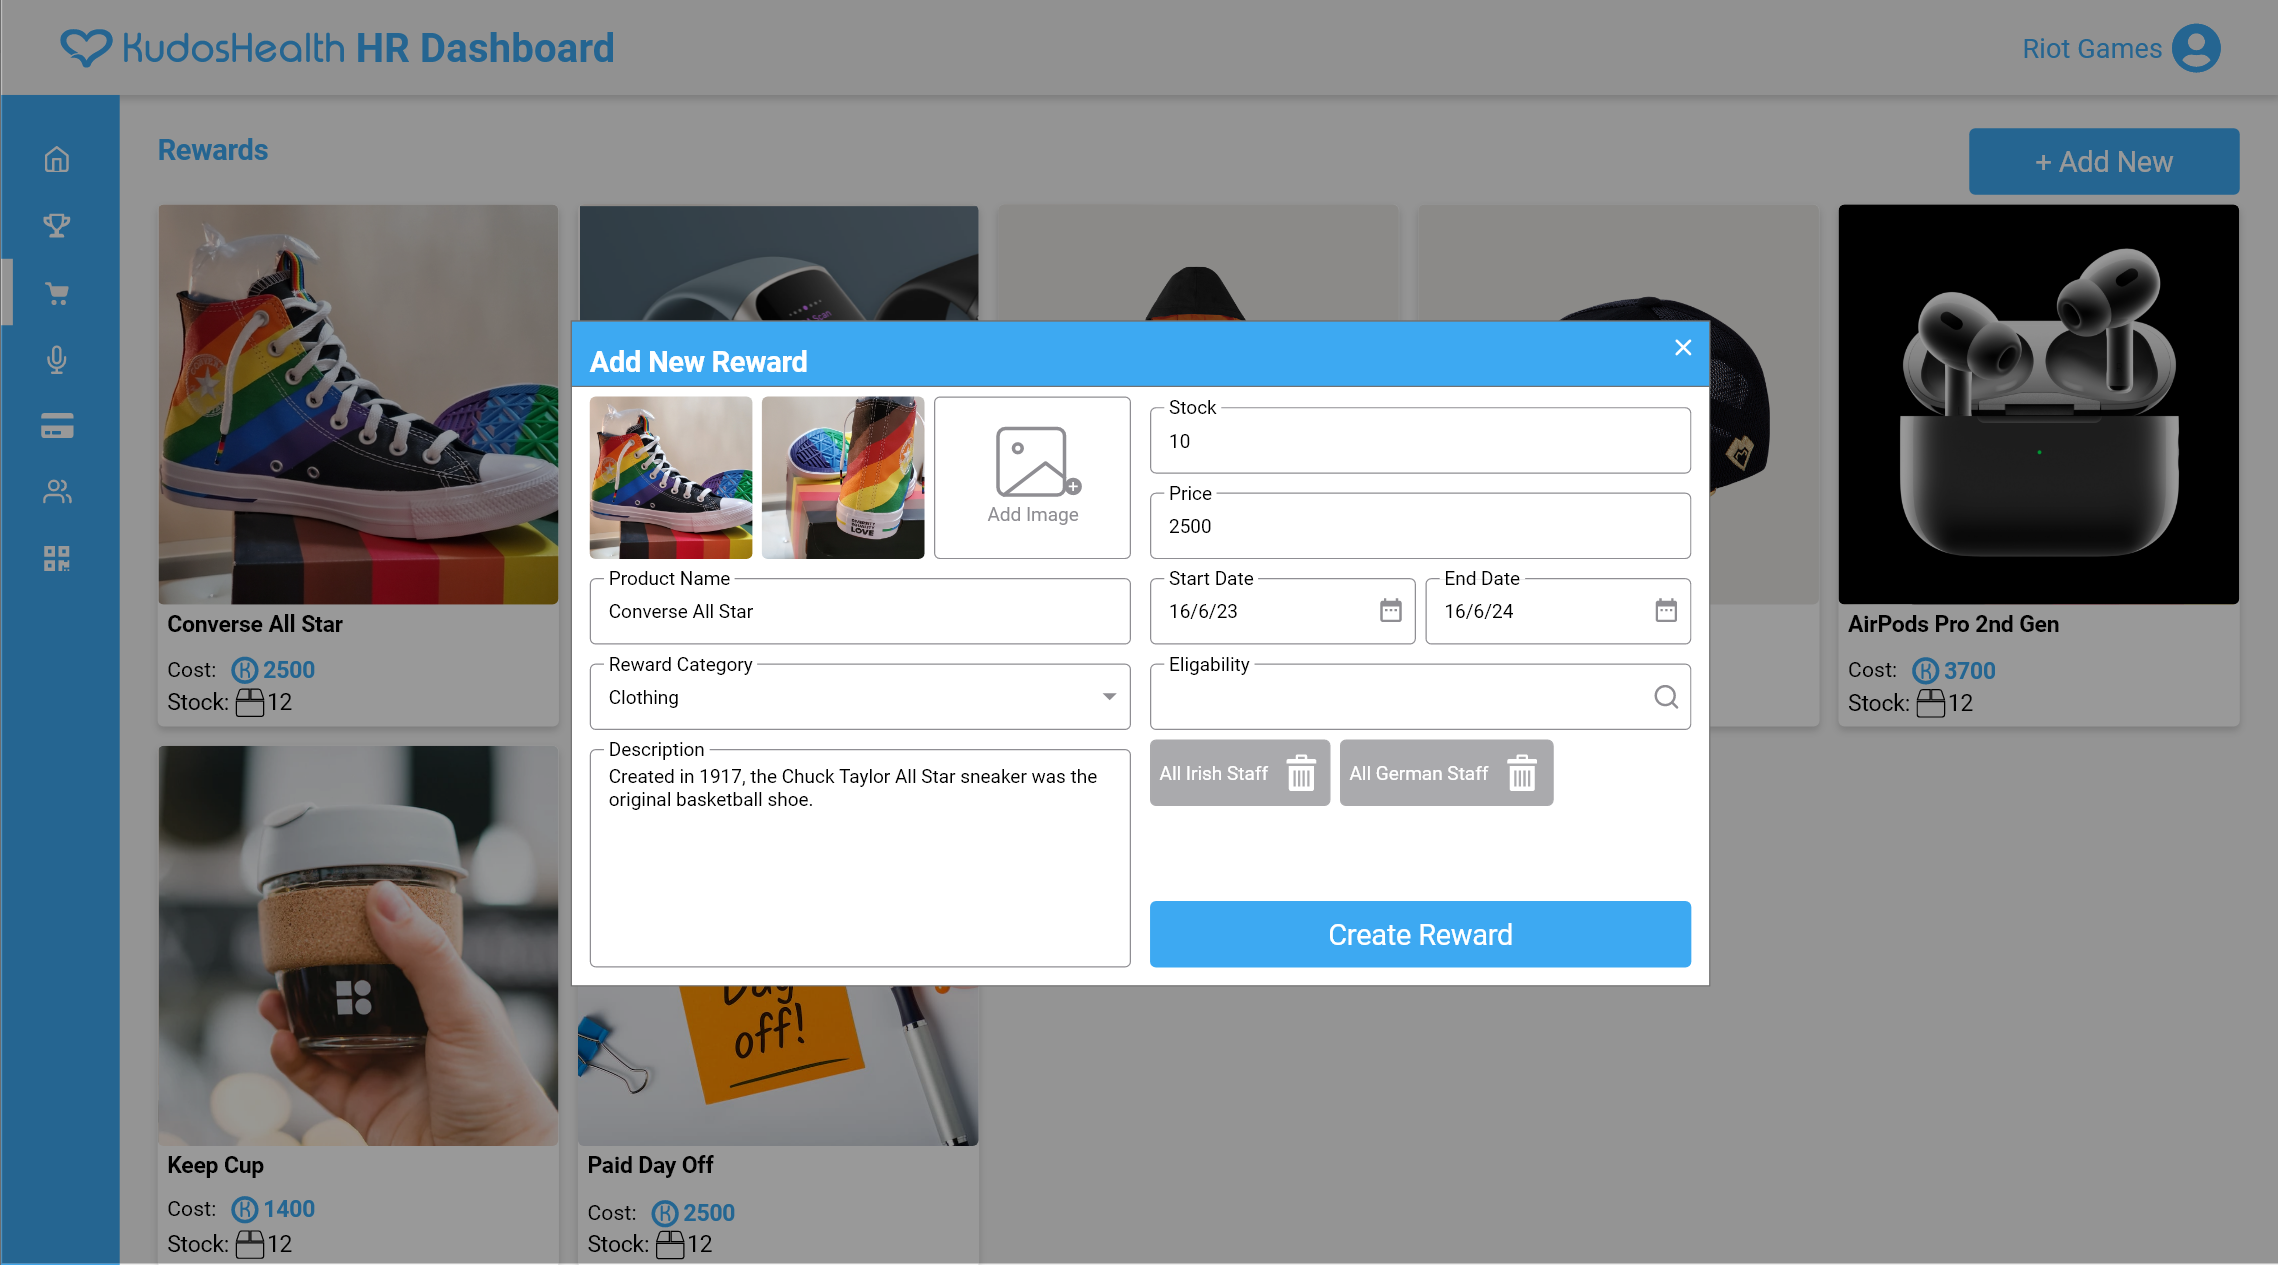 KudosHealth HR Dashboard
Riot Games
Rewards
+ Add New
Add New Reward
Add Image
Stock
10
Price
2500
Product Name
Converse All Star
Start Date
16/6/23
End Date
16/6/24
Reward Category
Clothing
Eligability
Description
Created in 1917, the Chuck Taylor All Star sneaker was the
original basketball shoe.
All Irish Staff
All German Staff
Create Reward
LOVE
Converse All Star
Cost: K 2500
Stock: 12
AirPods Pro 2nd Gen
Cost: K 3700
Stock: 12
off!
Keep Cup
Cost: K 1400
Stock: 12
Paid Day Off
Cost: K 2500
Stock: 12